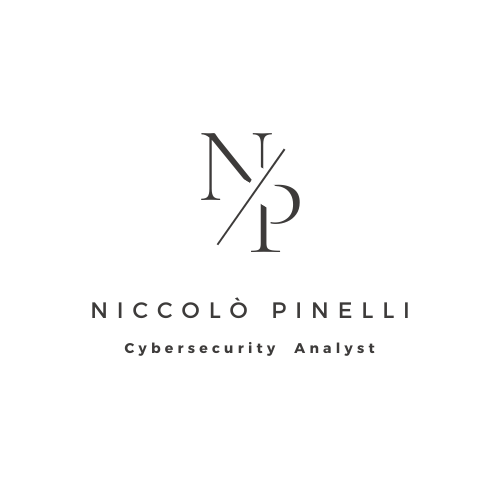 N/P
NICCOLÒ PINELLI
Cybersecurity Analyst